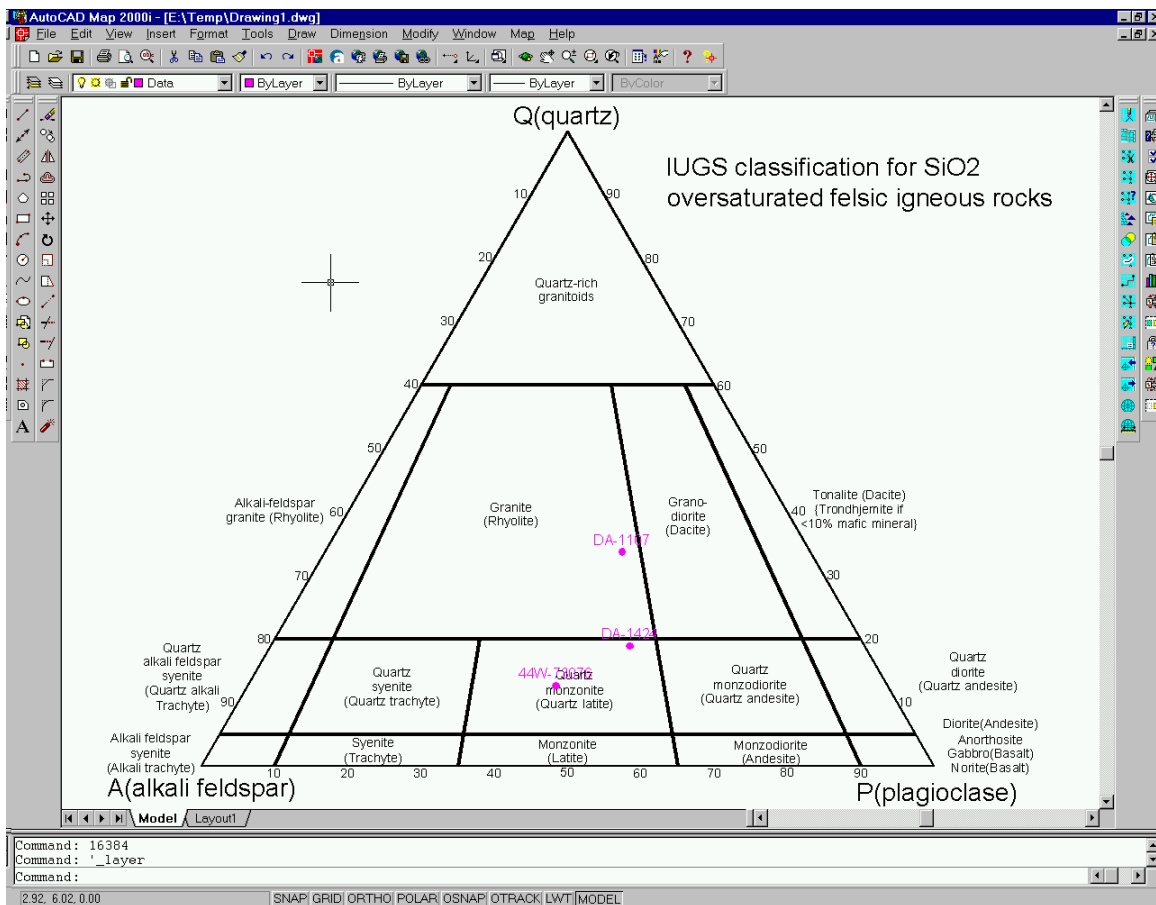 AutoCAD Map 2000i - [E:\Temp\Drawing1.dwg]
File Edit View Insert Format Tools Draw Dimension Modify Window Map Help
Data ByLayer ByLayer ByLayer ByColor
Q(quartz)
IUGS classification for SiO2
oversaturated felsic igneous rocks
10 90
20 80
Quartz-rich
granitoids
30 70
40 60
50 50
Alkali-feldspar
granite (Rhyolite)
60
Granite
(Rhyolite)
Grano-
diorite
(Dacite)
40
Tonalite (Dacite)
{Trondhjemite if
<10% mafic mineral}
DA-1107
70 30
80 20
DA-1424
Quartz
alkali feldspar
syenite
(Quartz alkali
Trachyte)
Quartz
syenite
(Quartz trachyte)
44W-73076
Quartz
monzonite
(Quartz latite)
Quartz
monzodiorite
(Quartz andesite)
Quartz
diorite
(Quartz andesite)
90 10
Alkali feldspar
syenite
(Alkali trachyte)
Syenite
(Trachyte)
Monzonite
(Latite)
Monzodiorite
(Andesite)
Diorite(Andesite)
Anorthosite
Gabbro(Basalt)
Norite(Basalt)
10 20 30 40 50 60 70 80 90
A(alkali feldspar) P(plagioclase)
Model Layout1
Command: 16384
Command: '_layer
Command:
2.92, 6.02, 0.00 SNAP GRID ORTHO POLAR OSNAP OTRACK LWT MODEL